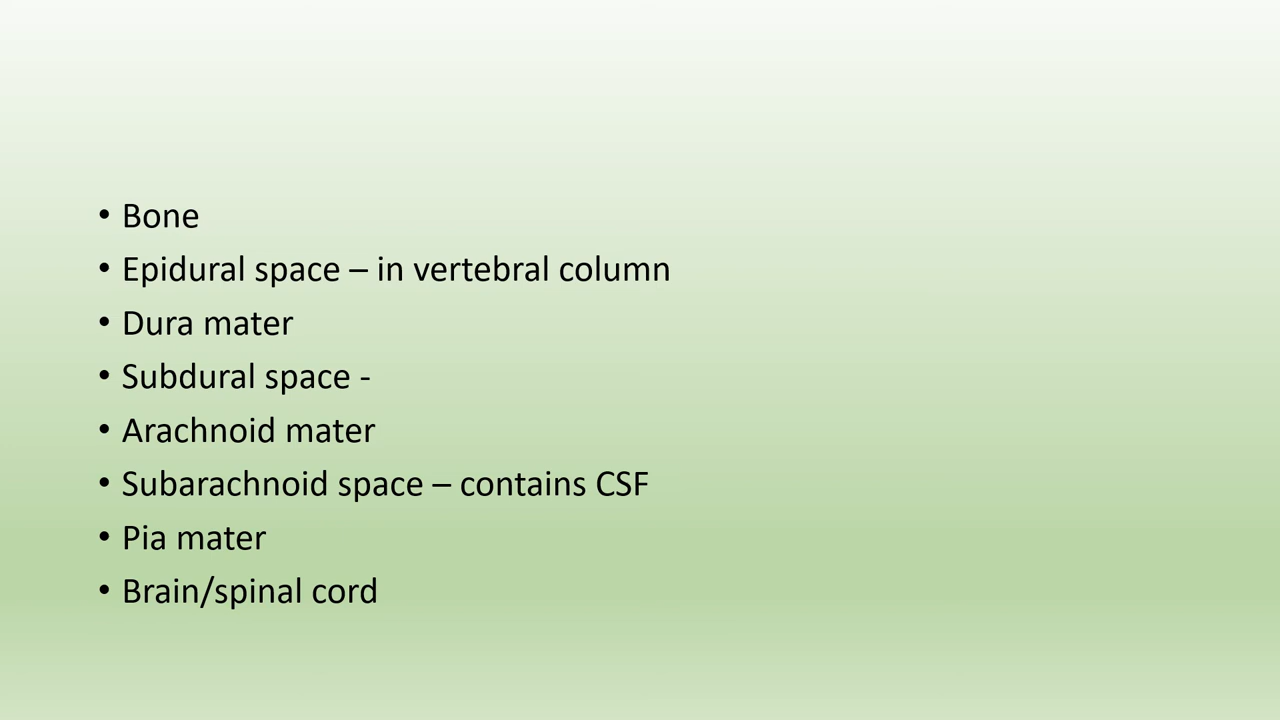 • Bone
• Epidural space – in vertebral column
• Dura mater
• Subdural space -
• Arachnoid mater
• Subarachnoid space – contains CSF
• Pia mater
• Brain/spinal cord